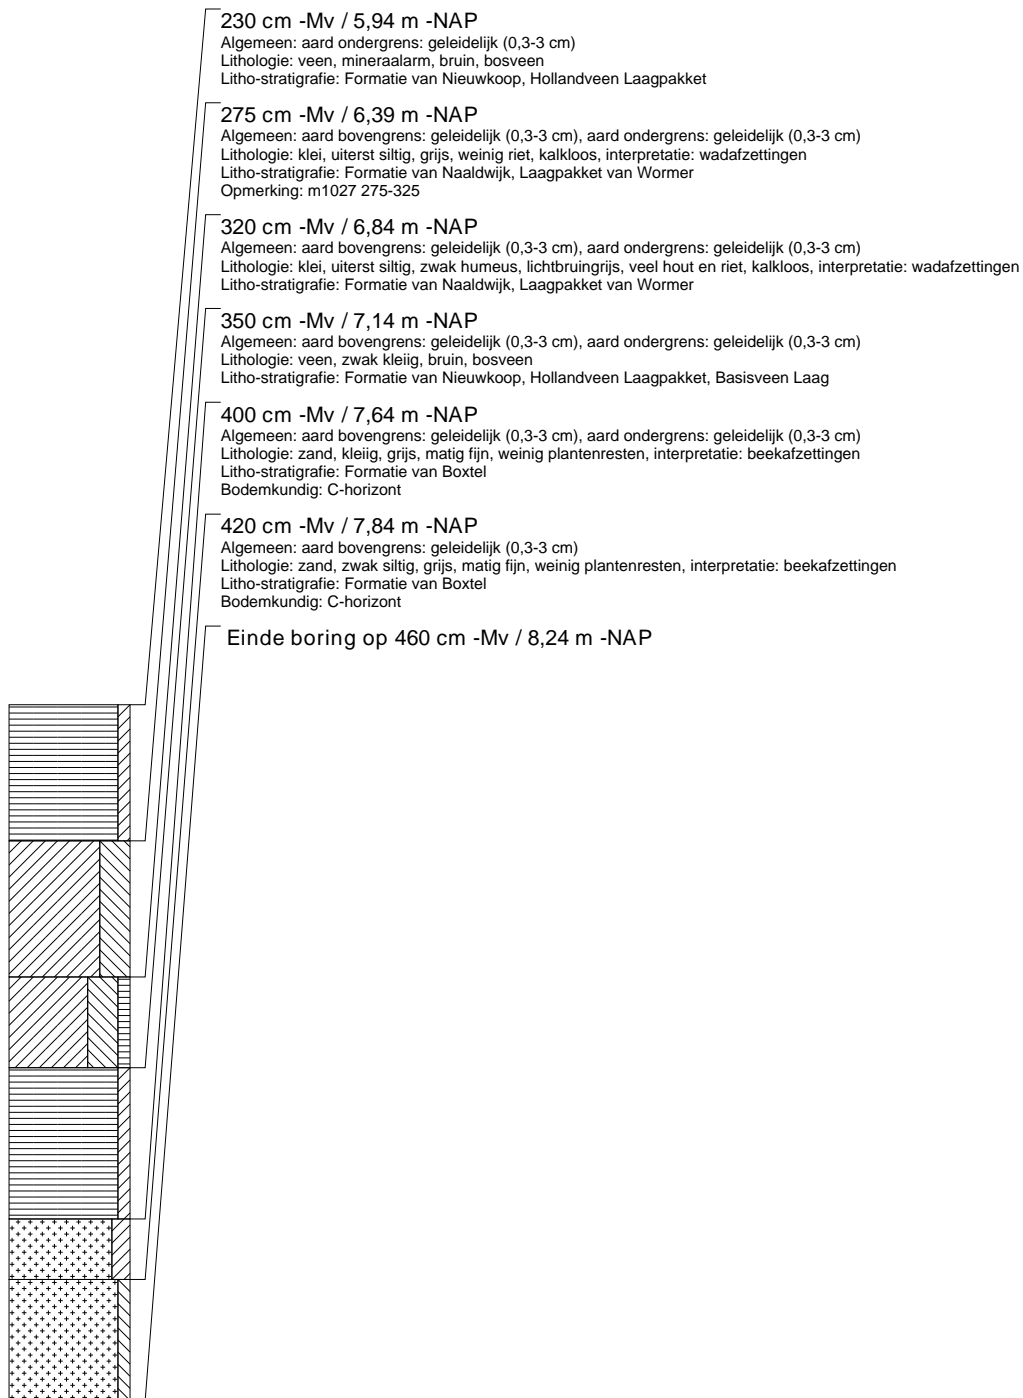 230 cm -Mv / 5,94 m -NAP
Algemeen: aard ondergrens: geleidelijk (0,3-3 cm)
Lithologie: veen, mineraalarm, bruin, bosveen
Litho-stratigrafie: Formatie van Nieuwkoop, Hollandveen Laagpakket
275 cm -Mv / 6,39 m -NAP
Algemeen: aard bovengrens: geleidelijk (0,3-3 cm), aard ondergrens: geleidelijk (0,3-3 cm)
Lithologie: klei, uiterst siltig, grijs, weinig riet, kalkloos, interpretatie: wadafzettingen
Litho-stratigrafie: Formatie van Naaldwijk, Laagpakket van Wormer
Opmerking: m1027 275-325
320 cm -Mv / 6,84 m -NAP
Algemeen: aard bovengrens: geleidelijk (0,3-3 cm), aard ondergrens: geleidelijk (0,3-3 cm)
Lithologie: klei, uiterst siltig, zwak humeus, lichtbruingrijs, veel hout en riet, kalkloos, interpretatie: wadafzettingen
Litho-stratigrafie: Formatie van Naaldwijk, Laagpakket van Wormer
350 cm -Mv / 7,14 m -NAP
Algemeen: aard bovengrens: geleidelijk (0,3-3 cm), aard ondergrens: geleidelijk (0,3-3 cm)
Lithologie: veen, zwak kleiig, bruin, bosveen
Litho-stratigrafie: Formatie van Nieuwkoop, Hollandveen Laagpakket, Basisveen Laag
400 cm -Mv / 7,64 m -NAP
Algemeen: aard bovengrens: geleidelijk (0,3-3 cm), aard ondergrens: geleidelijk (0,3-3 cm)
Lithologie: zand, kleiig, grijs, matig fijn, weinig plantenresten, interpretatie: beekafzettingen
Litho-stratigrafie: Formatie van Boxtel
Bodemkundig: C-horizont
420 cm -Mv / 7,84 m -NAP
Algemeen: aard bovengrens: geleidelijk (0,3-3 cm)
Lithologie: zand, zwak siltig, grijs, matig fijn, weinig plantenresten, interpretatie: beekafzettingen
Litho-stratigrafie: Formatie van Boxtel
Bodemkundig: C-horizont
Einde boring op 460 cm -Mv / 8,24 m -NAP